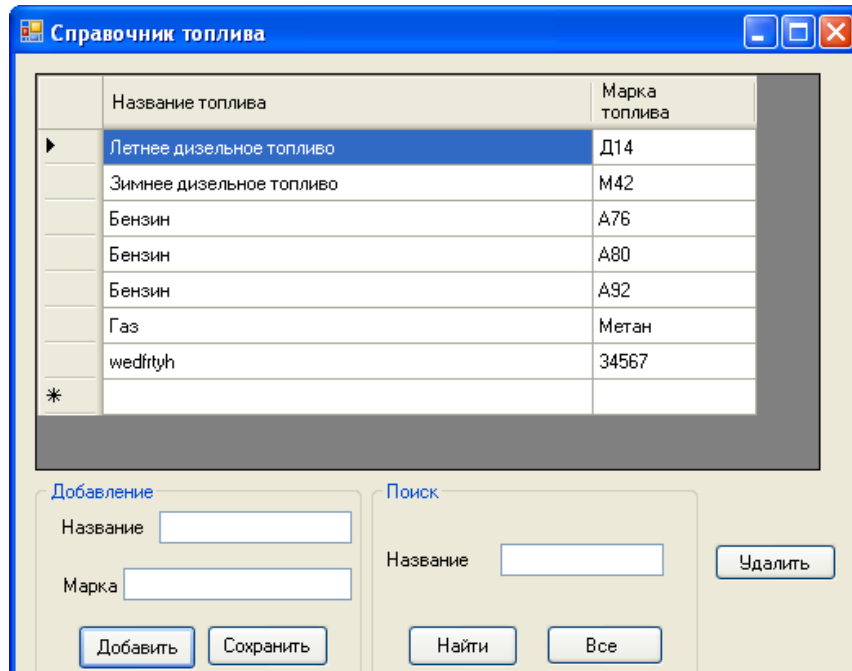 Справочник топлива
Название топлива
Марка
топлива
Летнее дизельное топливо Д14
Зимнее дизельное топливо М42
Бензин А76
Бензин А80
Бензин А92
Газ Метан
wedfrtyh 34567
Добавление
Название
Марка
Добавить Сохранить
Поиск
Название
Найти Все
Удалить